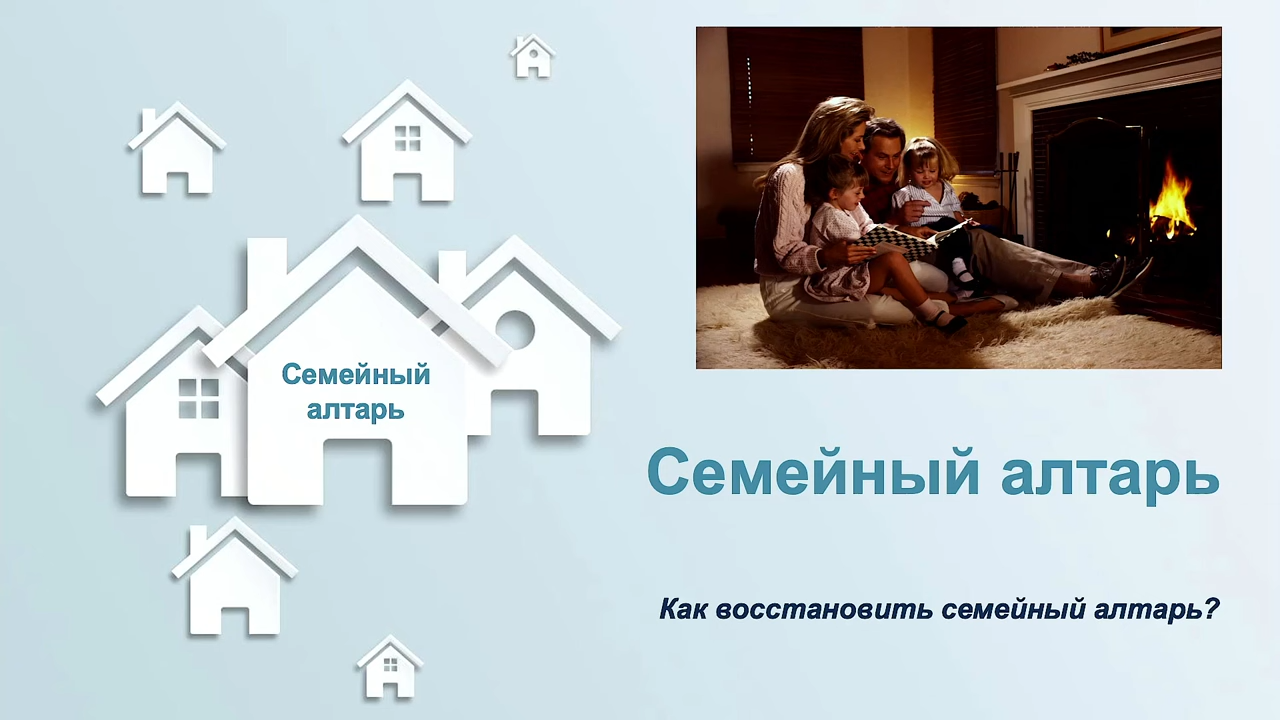 Семейный
алтарь
Семейный алтарь
Как восстановить семейный алтарь?